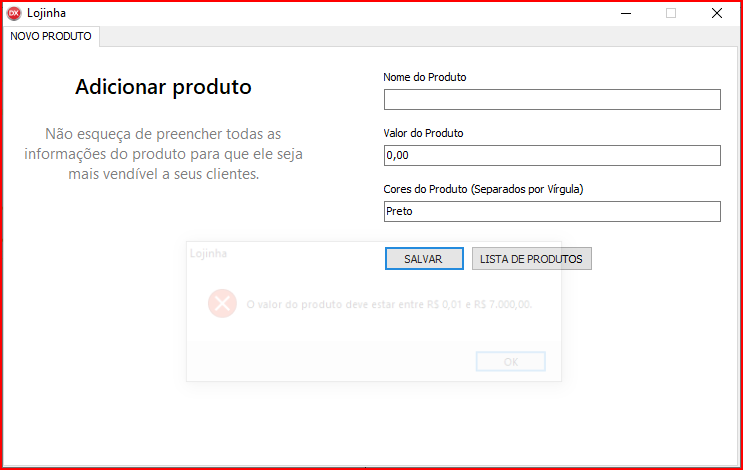 DX Lojinha
NOVO PRODUTO
Adicionar produto
Não esqueça de preencher todas as
informações do produto para que ele seja
mais vendível a seus clientes.
Nome do Produto
Valor do Produto
0,00
Cores do Produto (Separados por Vírgula)
Preto
SALVAR
LISTA DE PRODUTOS
Lojinha
O valor do produto deve estar entre R$ 0,01 e R$ 7.000,00.
OK